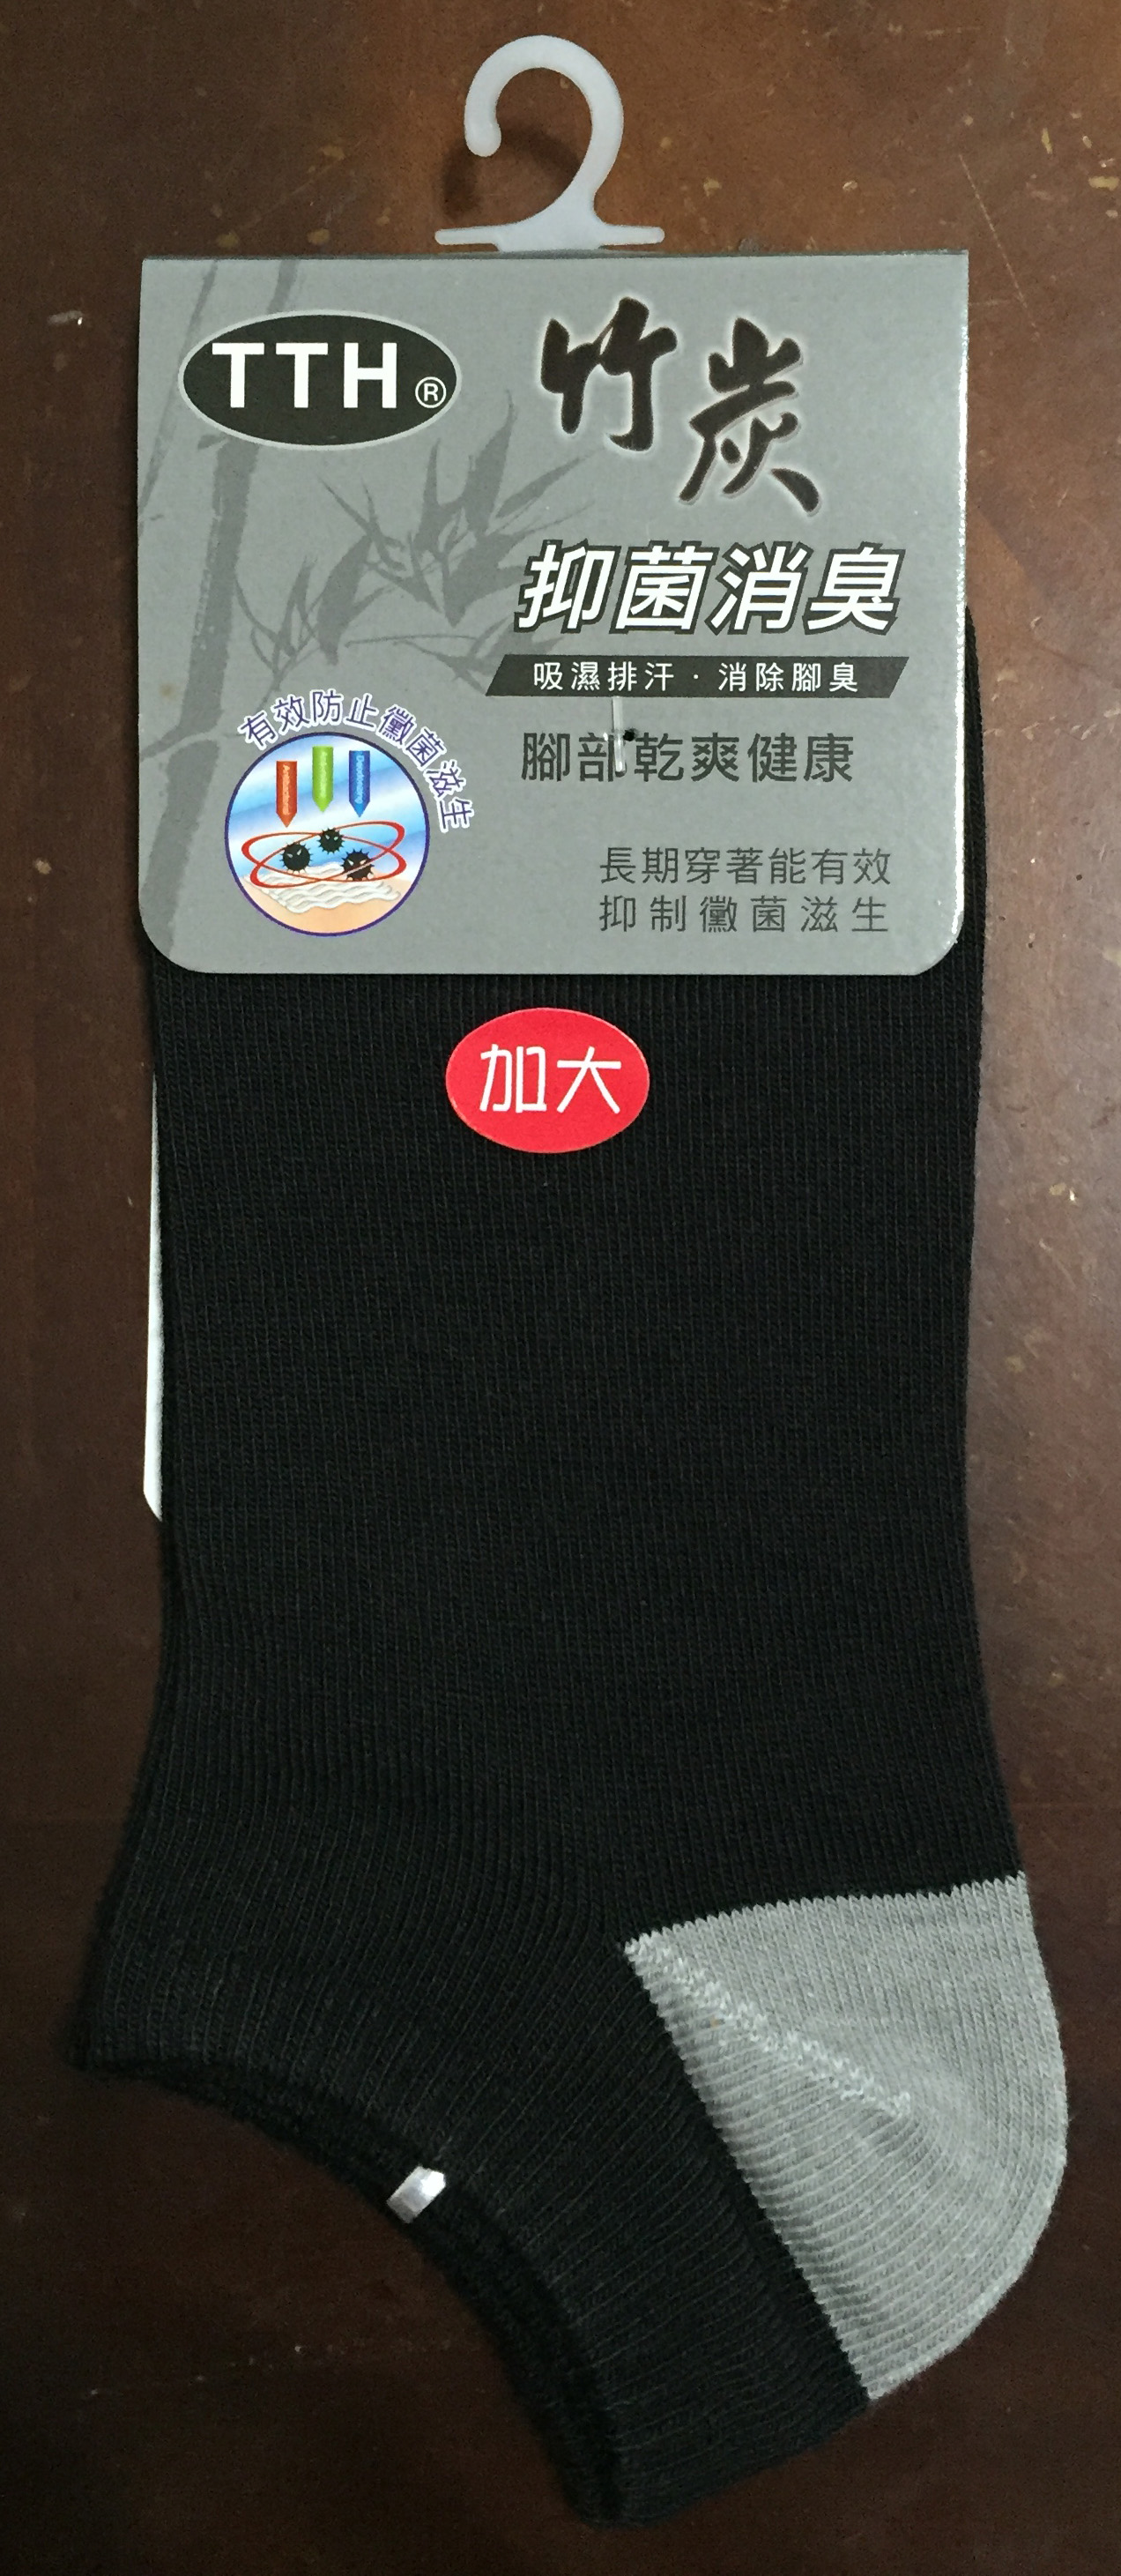 TTH®
竹炭
抑菌消臭
吸濕排汗·消除腳臭
腳部乾爽健康
有效防止黴菌滋生
Antibacterial
Deodorizing
長期穿著能有效
抑制黴菌滋生
加大